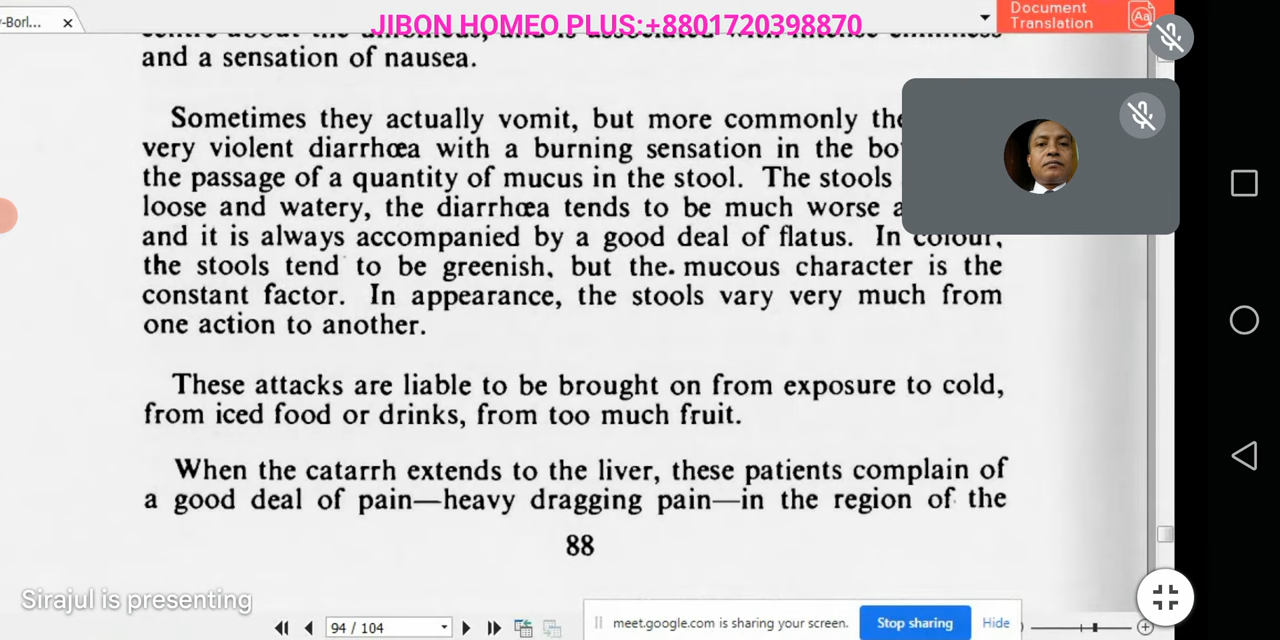 -Borl...
JIBON HOMEO PLUS:+8801720398870
Document
Translation
and a sensation of nausea.
Sometimes they actually vomit, but more commonly
very violent diarrhœa with a burning sensation in the
the passage of a quantity of mucus in the stool. The stools
loose and watery, the diarrhœa tends to be much worse
and it is always accompanied by a good deal of flatus. In colour,
the stools tend to be greenish, but the. mucous character is the
constant factor. In appearance, the stools vary very much from
one action to another.
These attacks are liable to be brought on from exposure to cold,
from iced food or drinks, from too much fruit.
When the catarrh extends to the liver, these patients complain of
a good deal of pain—heavy dragging pain—in the region of the
88
Sirajul is presenting
94 / 104
meet.google.com is sharing your screen.
Stop sharing
Hide